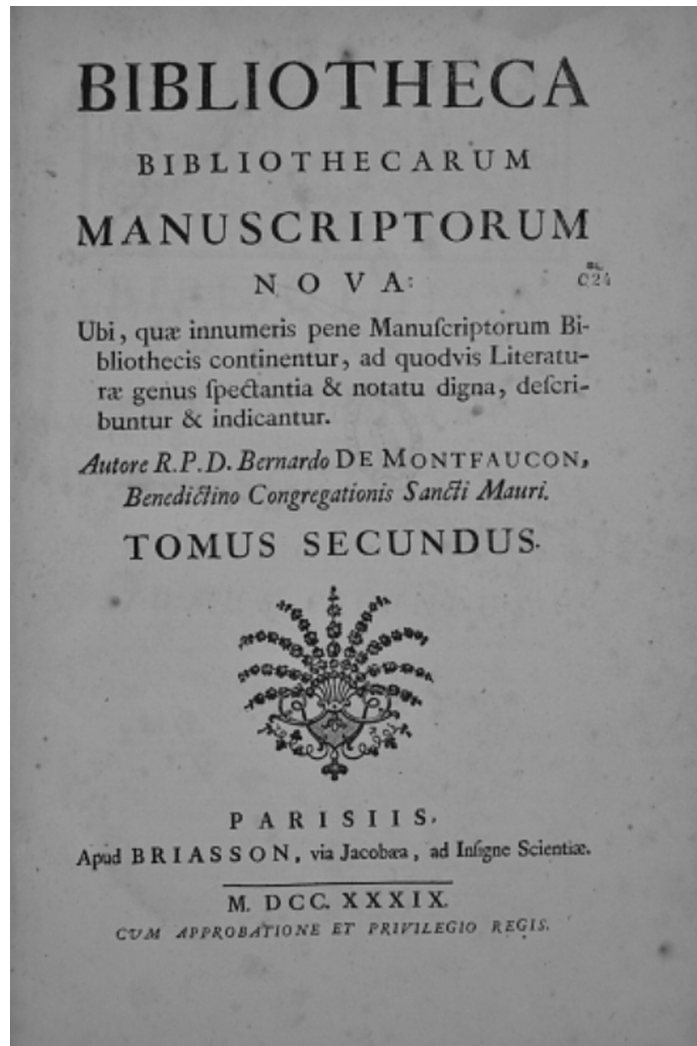 BIBLIOTHECA
BIBLIOTHECARUM
MANUSCRIPTORUM
NOVA:
BL
C24
Ubi, quæ innumeris pene Manuſcriptorum Bi-
bliothecis continentur, ad quodvis Literatu-
ræ genus ſpectantia & notatu digna, deſcri-
buntur & indicantur.
Autore R. P. D. Bernardo DE MONTFAUCON,
Benedictino Congregationis Sancti Mauri.
TOMUS SECUNDUS.
PARISIIS,
Apud BRIASSON, via Jacobæa, ad Inſigne Scientiæ.
M. DCC. XXXIX.
CVM APPROBATIONE ET PRIVILEGIO REGIS.